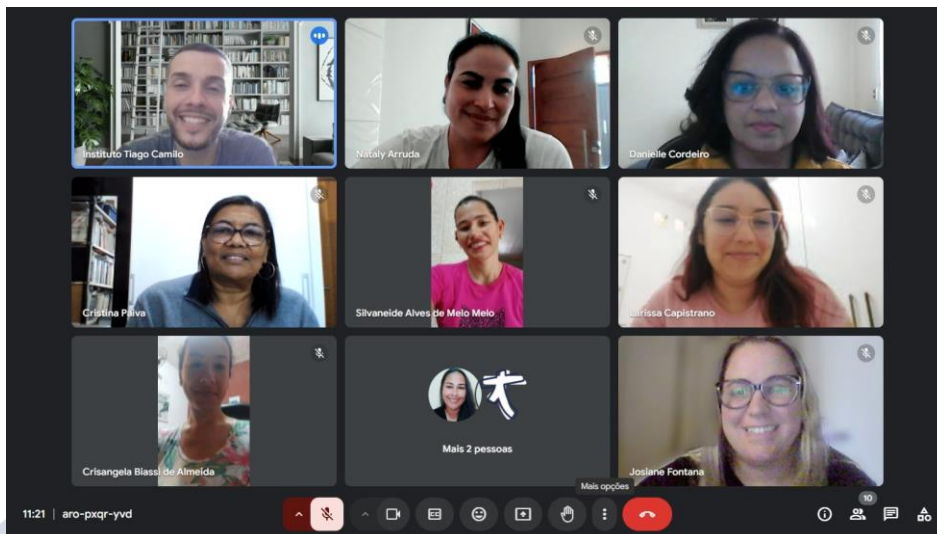 Instituto Tiago Camilo
Nataly Arruda
Danielle Cordeiro
Cristina Paiva
Silvaneide Alves de Melo Melo
Larissa Capistrano
Crisangela Biassi de Almeida
Mais 2 pessoas
Josiane Fontana
Mais opções
11:21 | aro-pxqr-yvd
CC
10